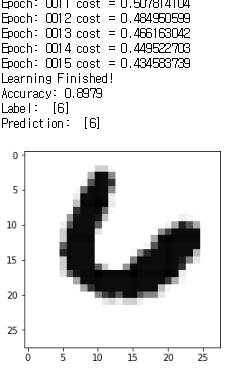 Epoch: 0011 cost = 0.507814104
Epoch: 0012 cost = 0.484950599
Epoch: 0013 cost = 0.466163042
Epoch: 0014 cost = 0.449522703
Epoch: 0015 cost = 0.434583739
Learning Finished!
Accuracy: 0.8979
Label: [6]
Prediction: [6]
0
5
10
15
20
25
0 5 10 15 20 25